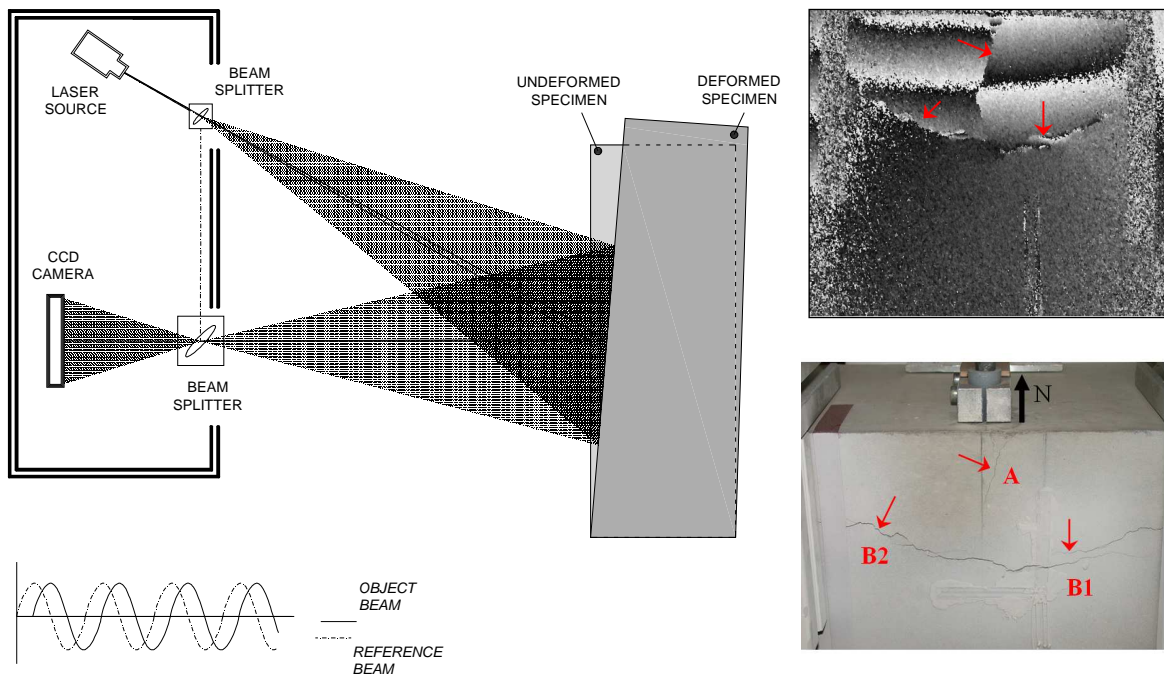 LASER
SOURCE
BEAM
SPLITTER
UNDEFORMED
SPECIMEN
DEFORMED
SPECIMEN
CCD
CAMERA
BEAM
SPLITTER
OBJECT
BEAM
REFERENCE
BEAM
N
A
B2
B1